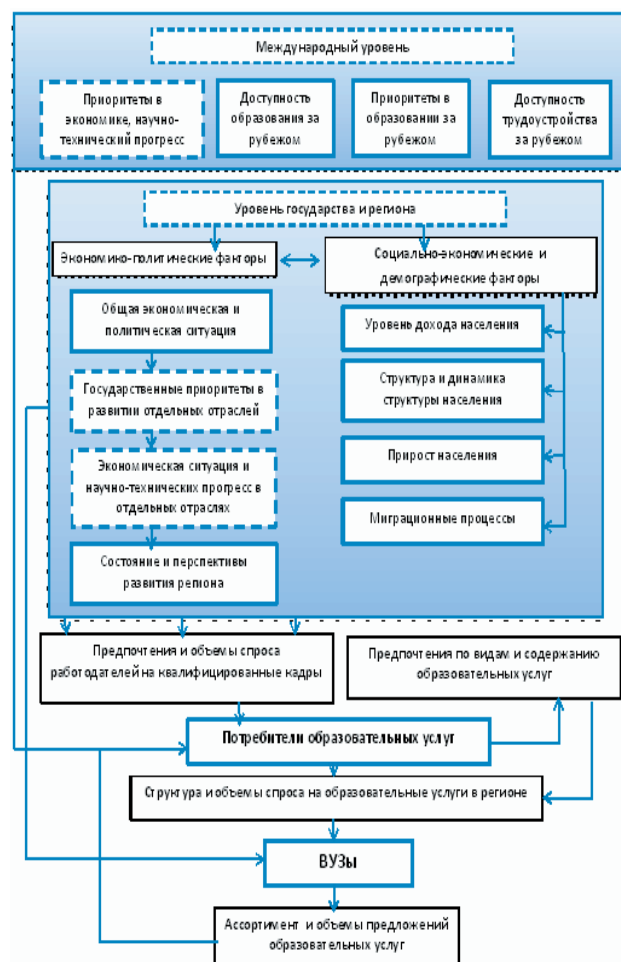 Международный уровень
Приоритеты в
экономике, научно-
технический прогресс
Доступность
образования за
рубежом
Приоритеты в
образовании за
рубежом
Доступность
трудоустройства
за рубежом
Уровень государства и региона
Экономико-политические факторы
Социально-экономические и
демографические факторы
Общая экономическая и
политическая ситуация
Государственные приоритеты в
развитии отдельных отраслей
Экономическая ситуация и
научно-технических прогресс в
отдельных отраслях
Состояние и перспективы
развития региона
Уровень дохода населения
Структура и динамика
структуры населения
Прирост населения
Миграционные процессы
Предпочтения и объемы спроса
работодателей на квалифицированные кадры
Предпочтения по видам и содержанию
образовательных услуг
Потребители образовательных услуг
Структура и объемы спроса на образовательные услуги в регионе
ВУЗы
Ассортимент и объемы предложений
образовательных услуг